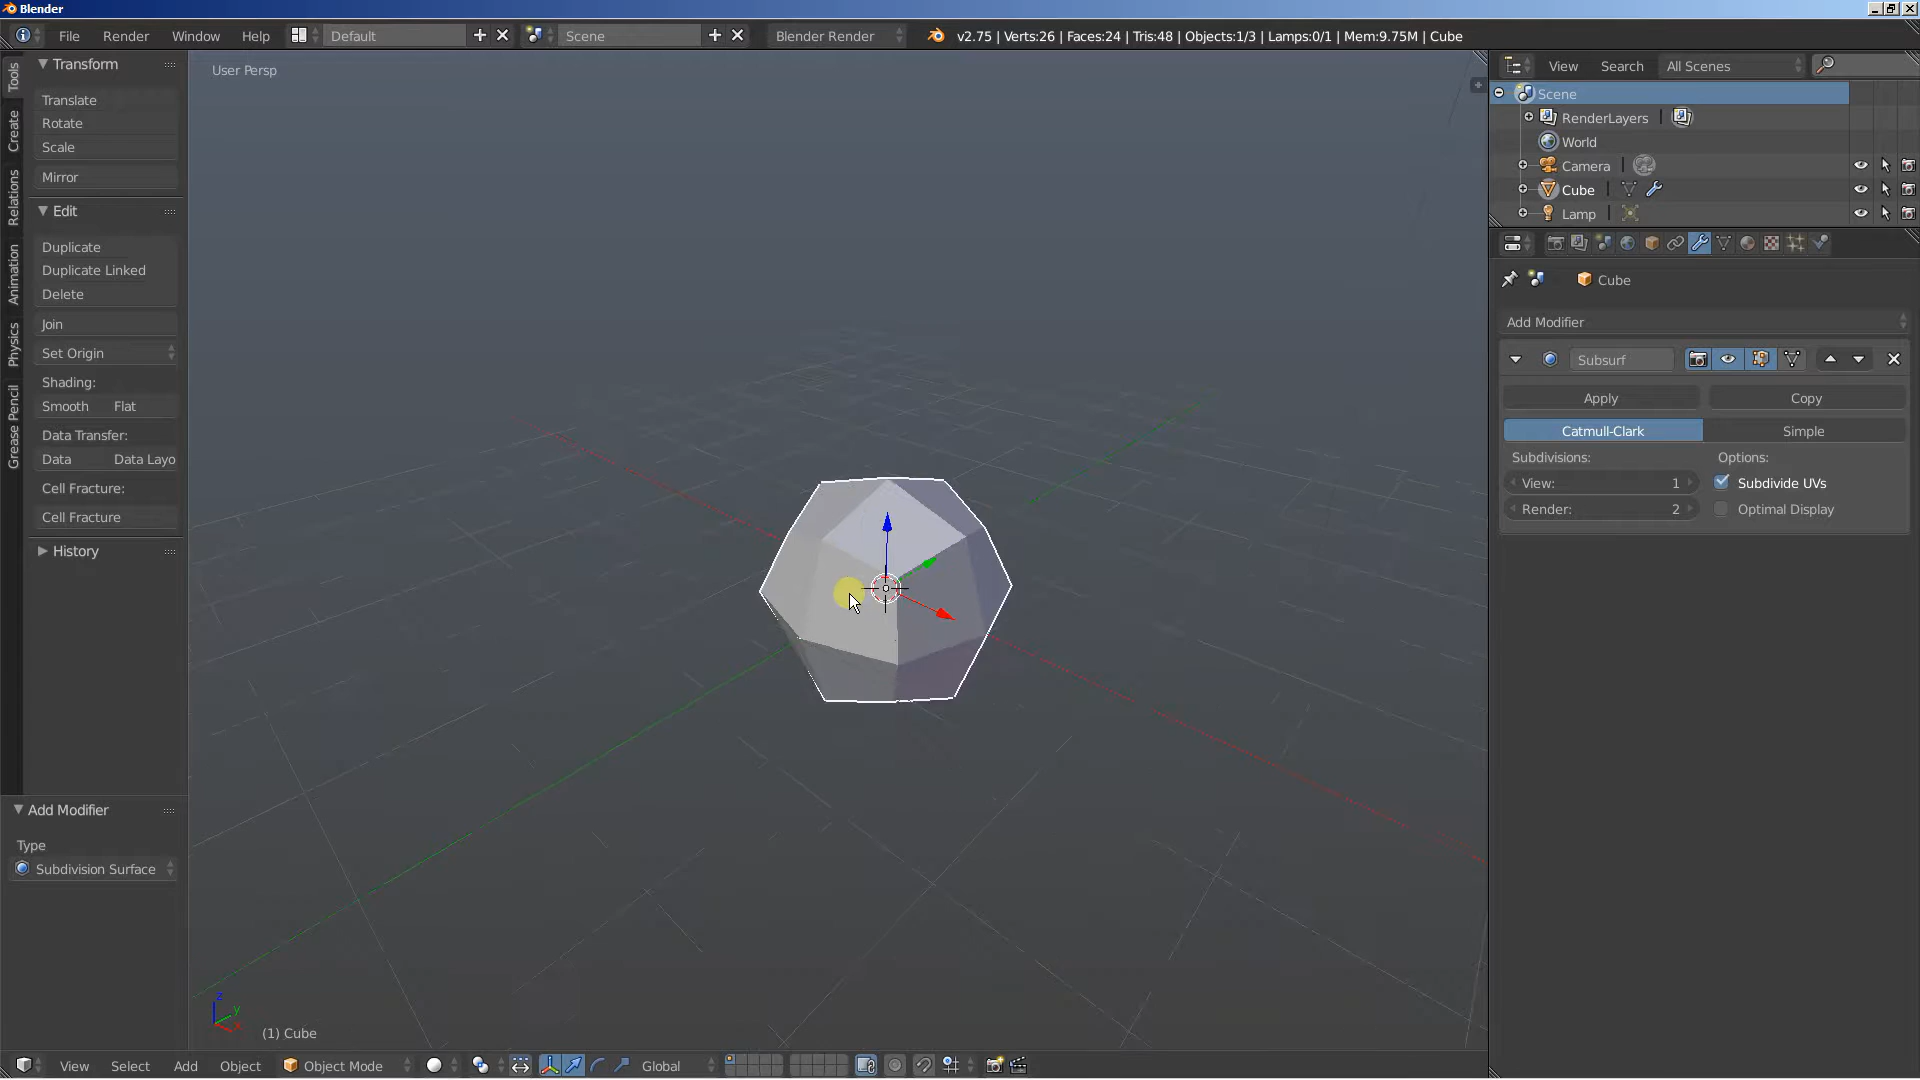 Blender
File Render Window Help Default Scene Blender Render v2.75 | Verts:26 | Faces:24 | Tris:48 | Objects:1/3 | Lamps:0/1 | Mem:9.75M | Cube
User Persp
Tools
Create
Relations
Animation
Physics
Grease Pencil
Transform
Translate
Rotate
Scale
Mirror
Edit
Duplicate
Duplicate Linked
Delete
Join
Set Origin
Shading:
Smooth Flat
Data Transfer:
Data Data Layo
Cell Fracture:
Cell Fracture
History
Add Modifier
Type
Subdivision Surface
z
y
x
(1) Cube
View Select Add Object Object Mode Global
View Search All Scenes
Scene
RenderLayers
World
Camera
Cube
Lamp
Cube
Add Modifier
Subsurf
Apply Copy
Catmull-Clark Simple
Subdivisions: Options:
View: 1 Subdivide UVs
Render: 2 Optimal Display